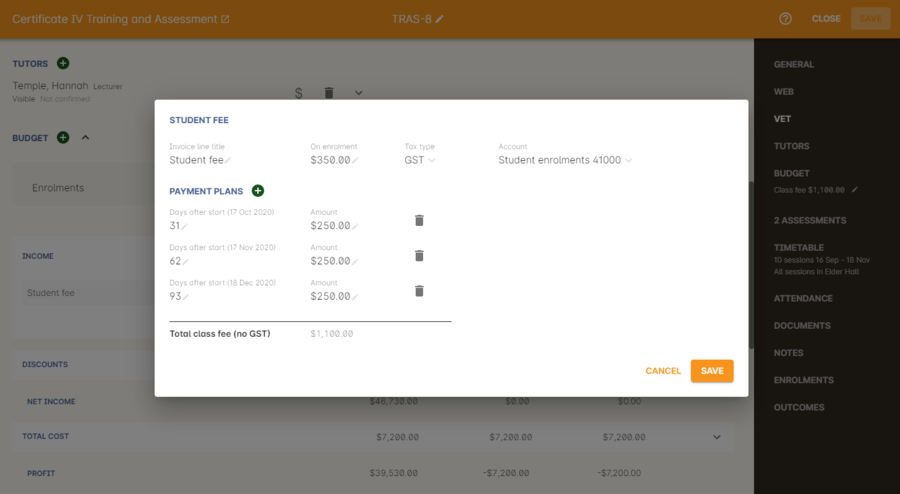 Certificate IV Training and Assessment
TRAS-8
CLOSE
SAVE
TUTORS
Temple, Hannah Lecturer
Visible Not confirmed
$
BUDGET
Enrolments
INCOME
Student fee
DISCOUNTS
NET INCOME $46,730.00 $0.00 $0.00
TOTAL COST $7,200.00 $7,200.00 $7,200.00
PROFIT $39,530.00 -$7,200.00 -$7,200.00
STUDENT FEE
Invoice line title On enrolment Tax type Account
Student fee $350.00 GST Student enrolments 41000
PAYMENT PLANS
Days after start (17 Oct 2020) Amount
31 $250.00
Days after start (17 Nov 2020) Amount
62 $250.00
Days after start (18 Dec 2020) Amount
93 $250.00
Total class fee (no GST) $1,100.00
CANCEL SAVE
GENERAL
WEB
VET
TUTORS
BUDGET
Class fee $1,100.00
2 ASSESSMENTS
TIMETABLE
10 sessions 16 Sep - 18 Nov
All sessions in Elder Hall
ATTENDANCE
DOCUMENTS
NOTES
ENROLMENTS
OUTCOMES